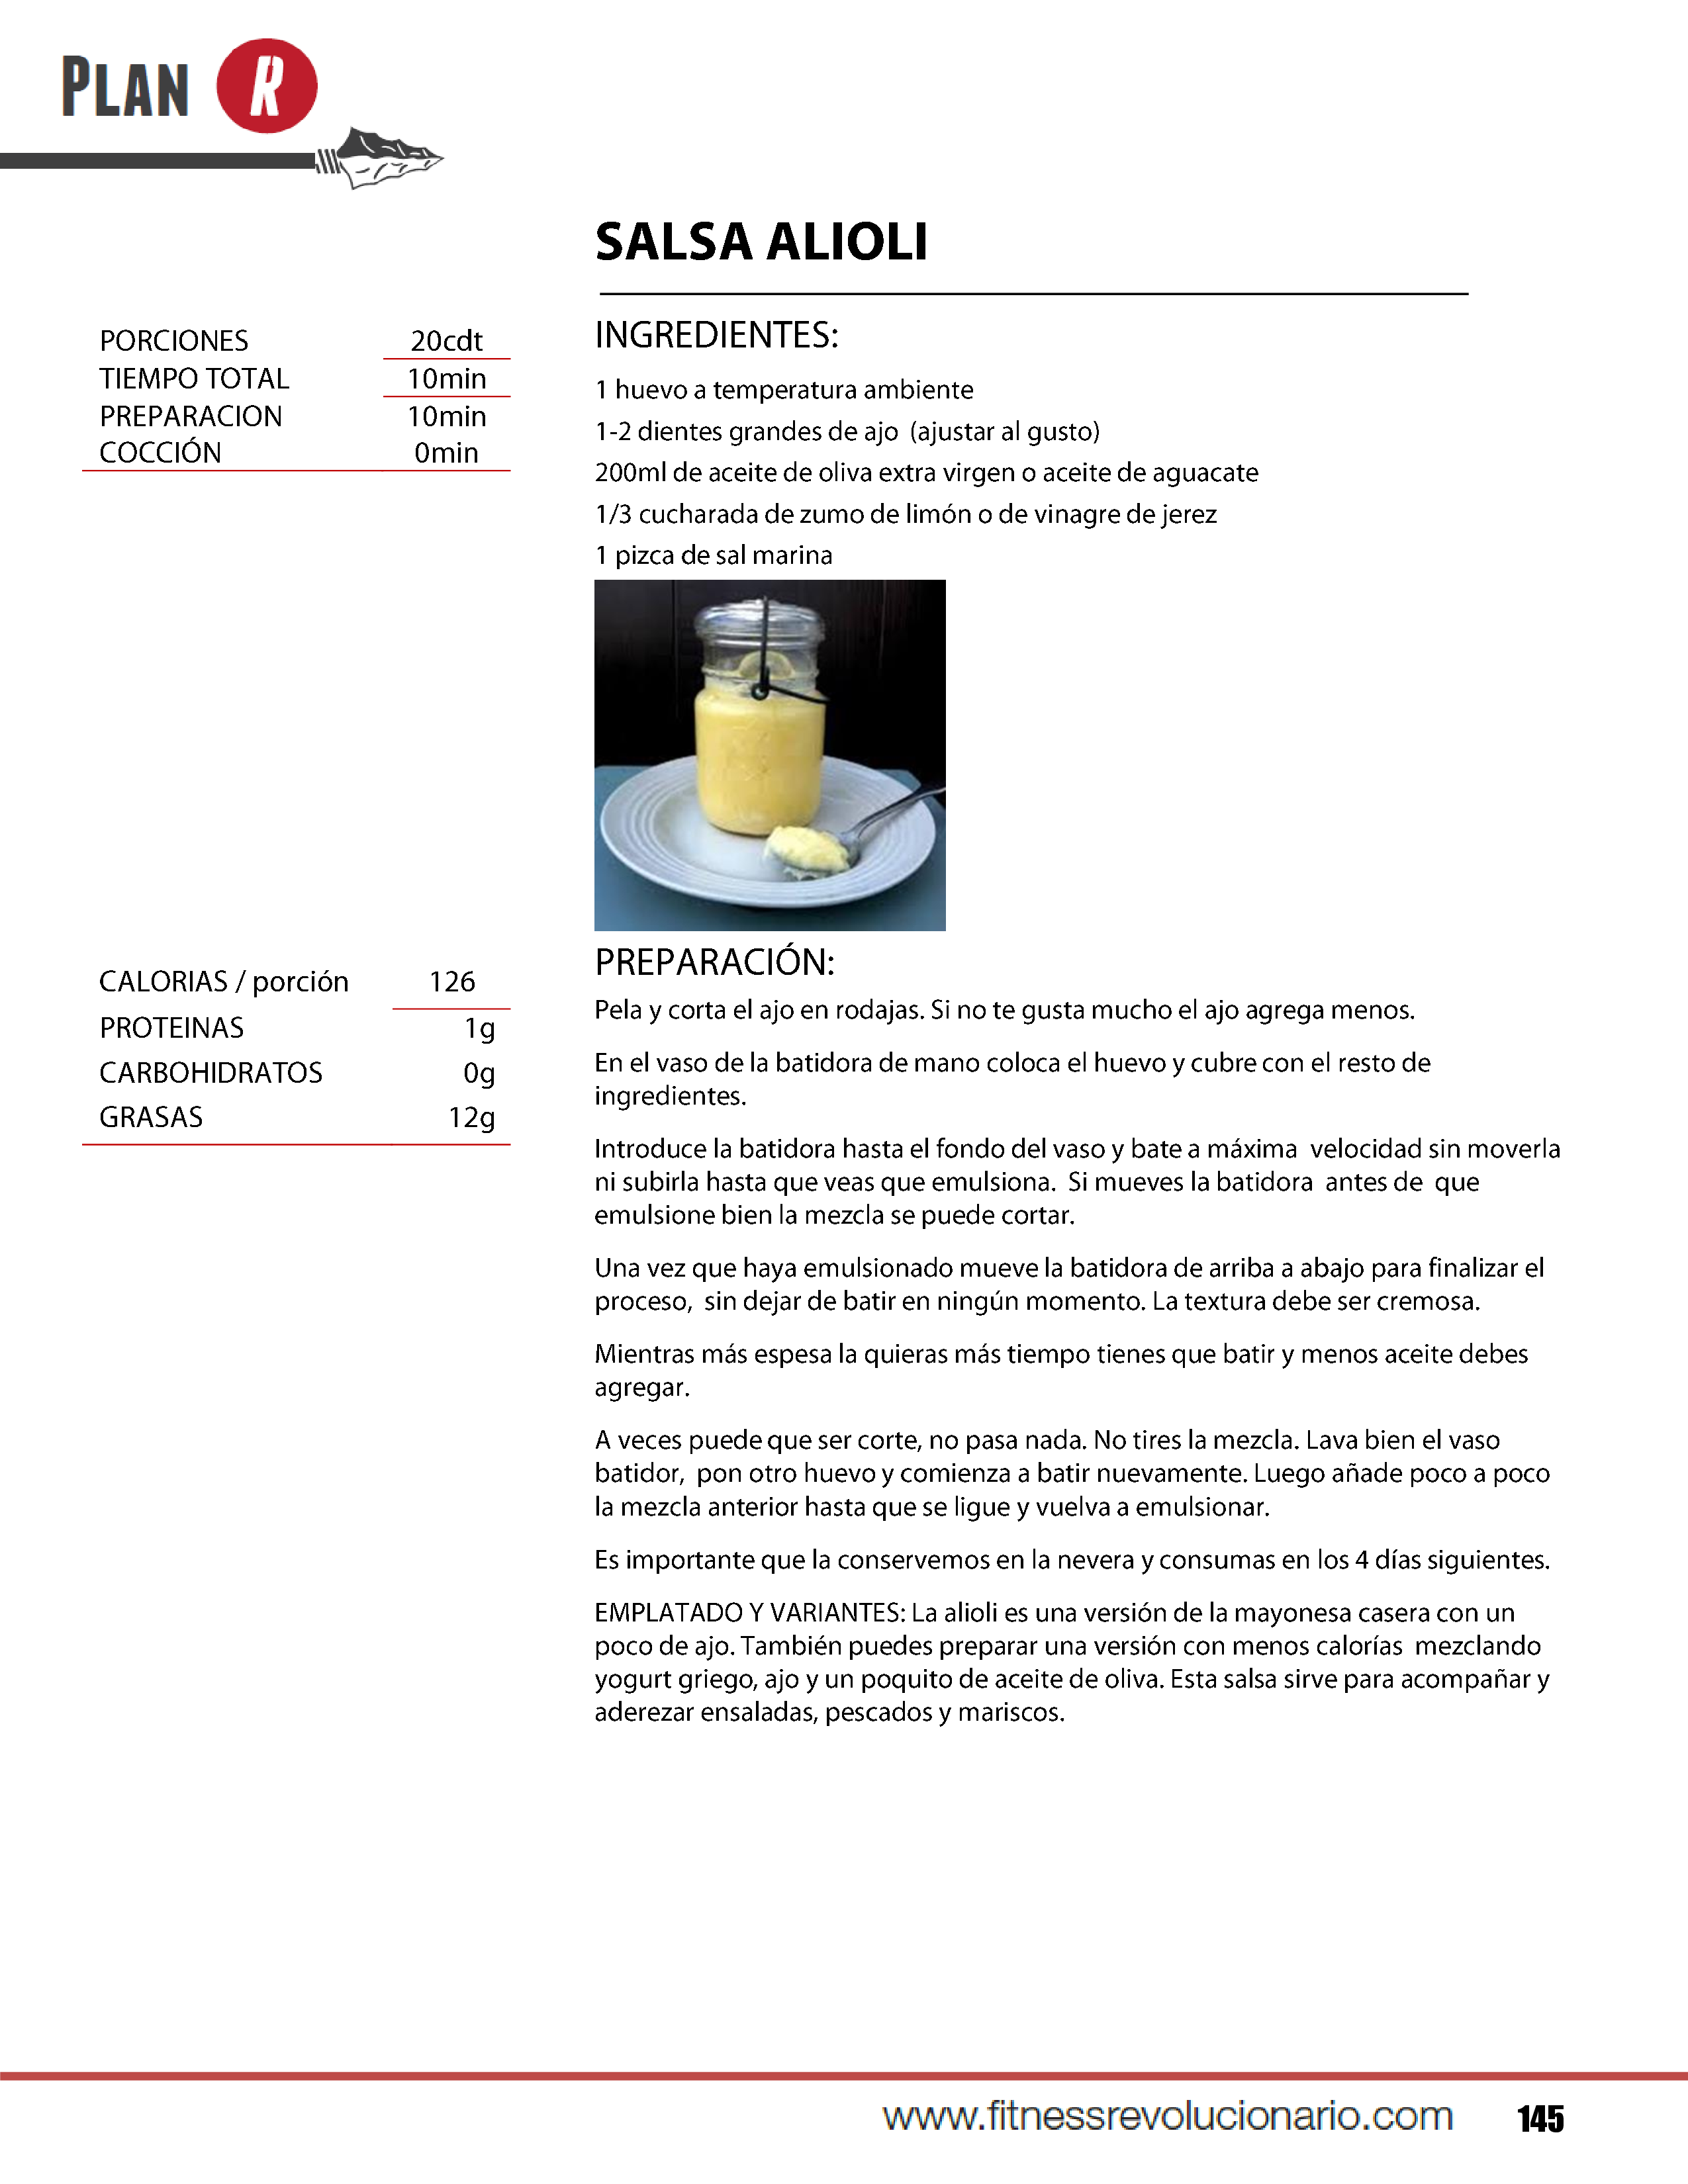 PLAN R
SALSA ALIOLI
PORCIONES 20cdt
TIEMPO TOTAL 10min
PREPARACION 10min
COCCIÓN 0min
INGREDIENTES:
1 huevo a temperatura ambiente
1-2 dientes grandes de ajo (ajustar al gusto)
200ml de aceite de oliva extra virgen o aceite de aguacate
1/3 cucharada de zumo de limón o de vinagre de jerez
1 pizca de sal marina
CALORIAS / porción 126
PROTEINAS 1g
CARBOHIDRATOS 0g
GRASAS 12g
PREPARACIÓN:
Pela y corta el ajo en rodajas. Si no te gusta mucho el ajo agrega menos.
En el vaso de la batidora de mano coloca el huevo y cubre con el resto de
ingredientes.
Introduce la batidora hasta el fondo del vaso y bate a máxima velocidad sin moverla
ni subirla hasta que veas que emulsiona. Si mueves la batidora antes de que
emulsione bien la mezcla se puede cortar.
Una vez que haya emulsionado mueve la batidora de arriba a abajo para finalizar el
proceso, sin dejar de batir en ningún momento. La textura debe ser cremosa.
Mientras más espesa la quieras más tiempo tienes que batir y menos aceite debes
agregar.
A veces puede que ser corte, no pasa nada. No tires la mezcla. Lava bien el vaso
batidor, pon otro huevo y comienza a batir nuevamente. Luego añade poco a poco
la mezcla anterior hasta que se ligue y vuelva a emulsionar.
Es importante que la conservemos en la nevera y consumas en los 4 días siguientes.
EMPLATADO Y VARIANTES: La alioli es una versión de la mayonesa casera con un
poco de ajo. También puedes preparar una versión con menos calorías mezclando
yogurt griego, ajo y un poquito de aceite de oliva. Esta salsa sirve para acompañar y
aderezar ensaladas, pescados y mariscos.
www.fitnessrevolucionario.com 145